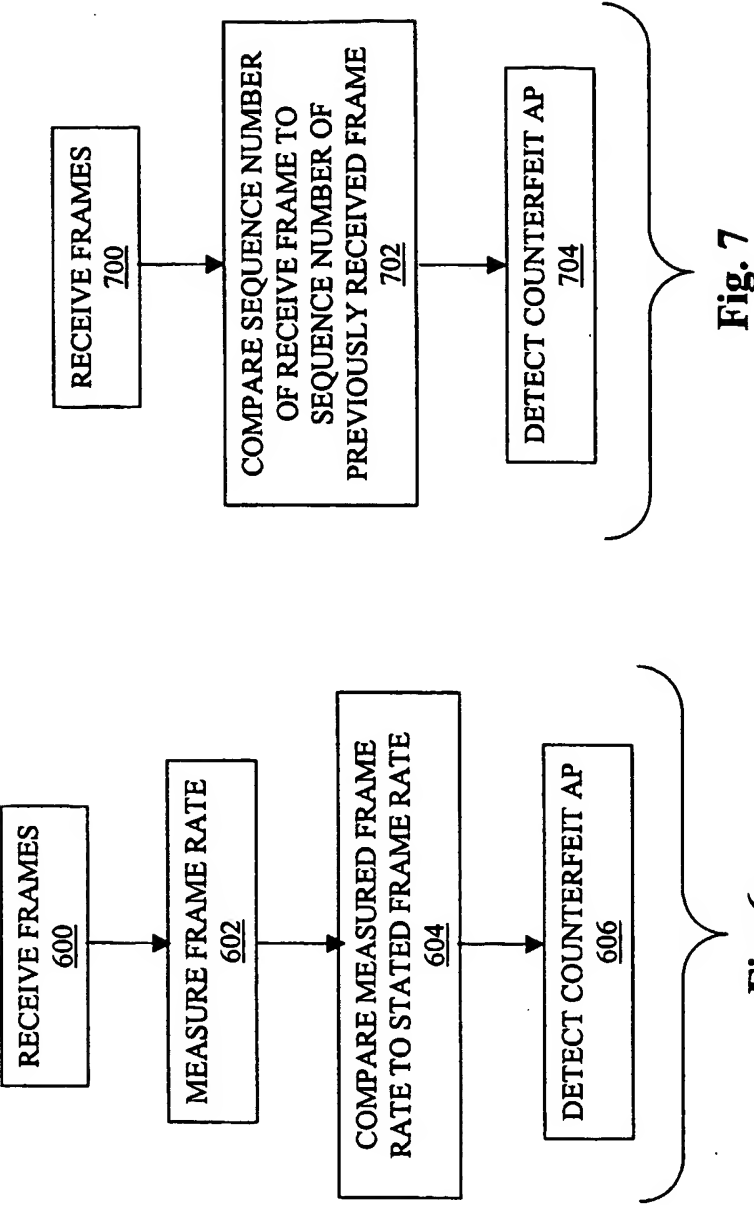 RECEIVE FRAMES
600
MEASURE FRAME RATE
602
COMPARE MEASURED FRAME
RATE TO STATED FRAME RATE
604
DETECT COUNTERFEIT AP
606
RECEIVE FRAMES
700
COMPARE SEQUENCE NUMBER
OF RECEIVE FRAME TO
SEQUENCE NUMBER OF
PREVIOUSLY RECEIVED FRAME
702
DETECT COUNTERFEIT AP
704
Fig. 7